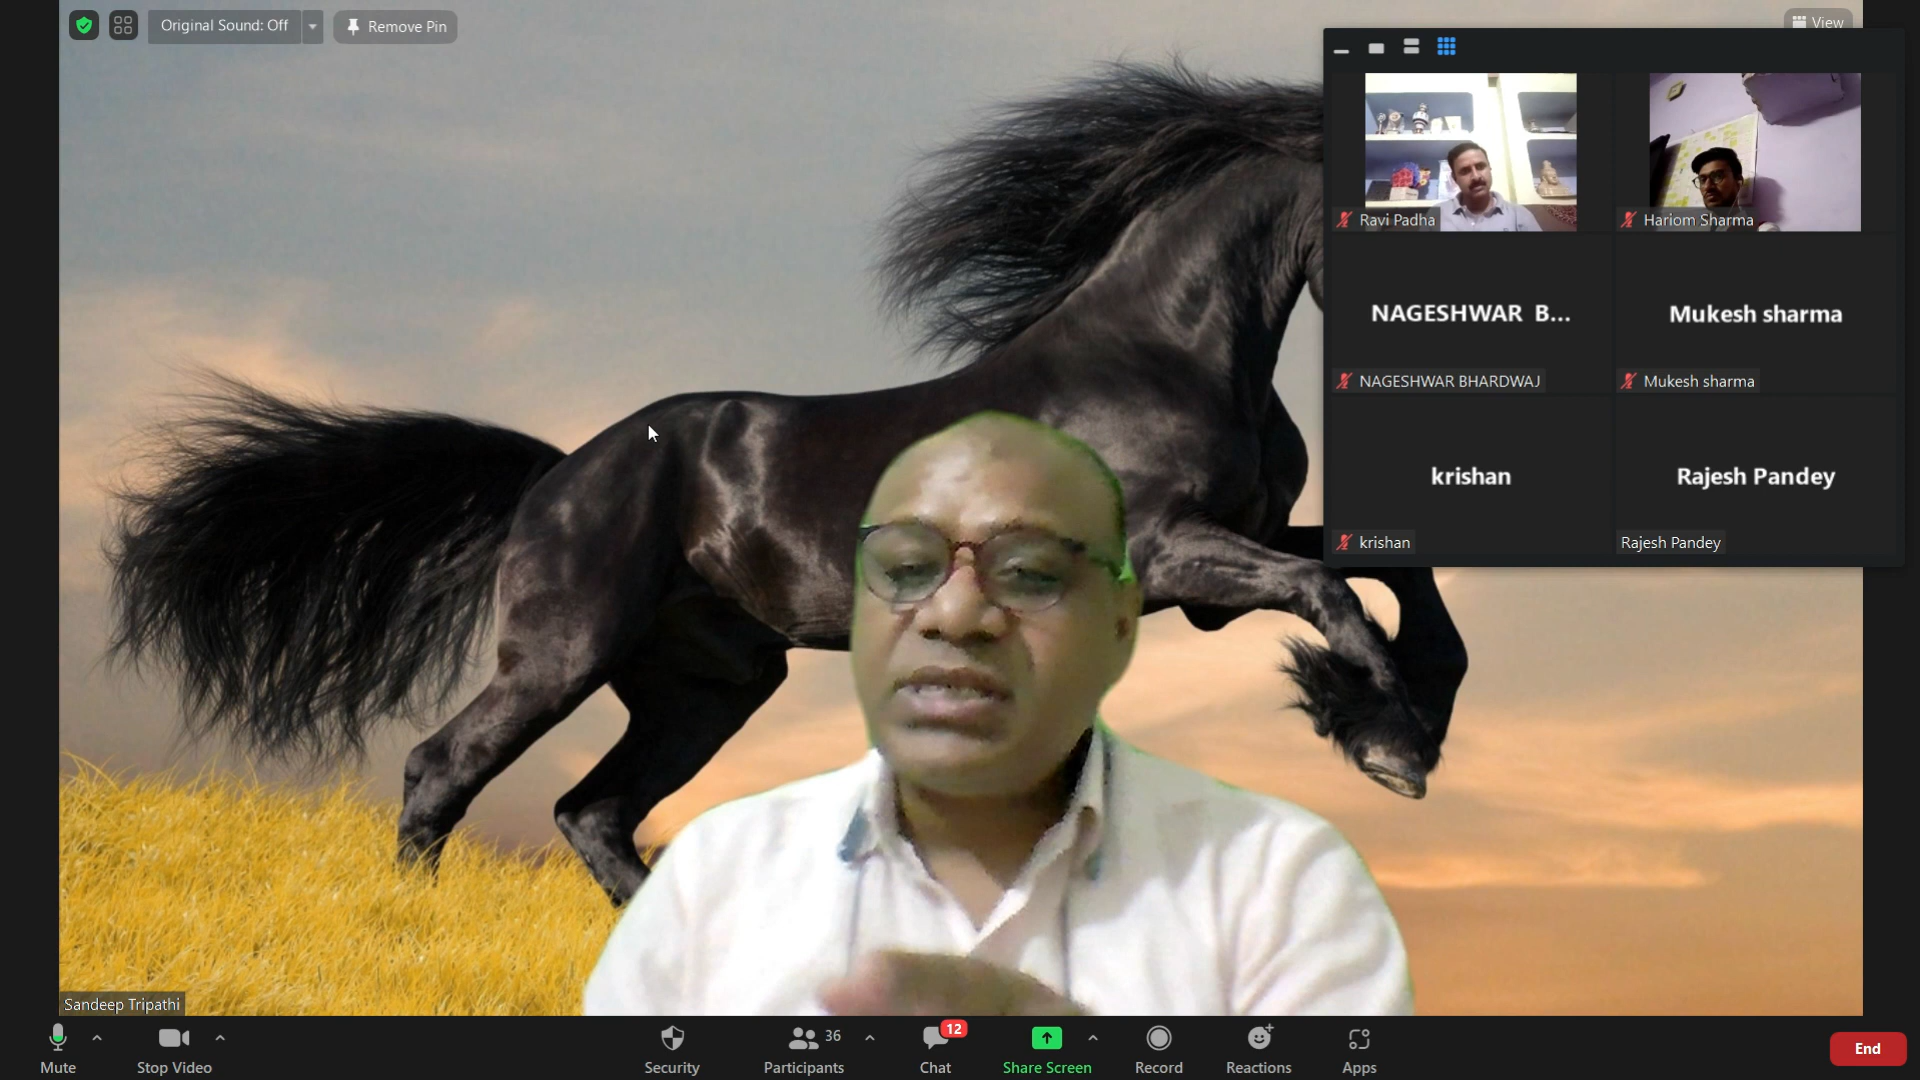 Original Sound: Off
Remove Pin
View
Ravi Padha
Hariom Sharma
NAGESHWAR B...
Mukesh sharma
NAGESHWAR BHARDWAJ
Mukesh sharma
krishan
Rajesh Pandey
krishan
Rajesh Pandey
Sandeep Tripathi
Mute
Stop Video
Security
36
Participants
12
Chat
Share Screen
Record
Reactions
Apps
End